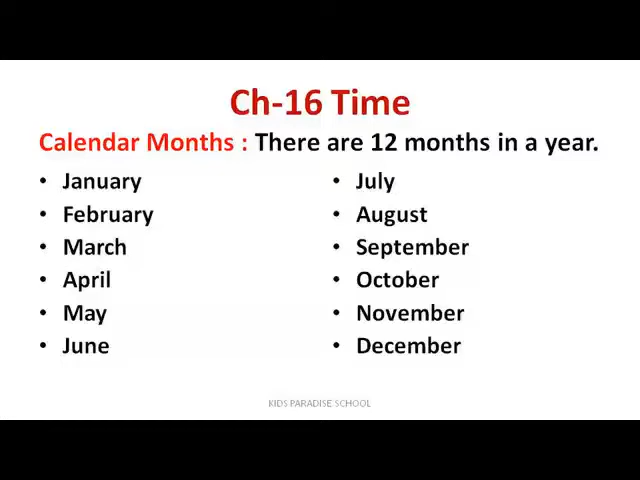 Ch-16 Time
Calendar Months : There are 12 months in a year.
• January
• February
• March
• April
• May
• June
• July
• August
• September
• October
• November
• December
KIDS PARADISE SCHOOL